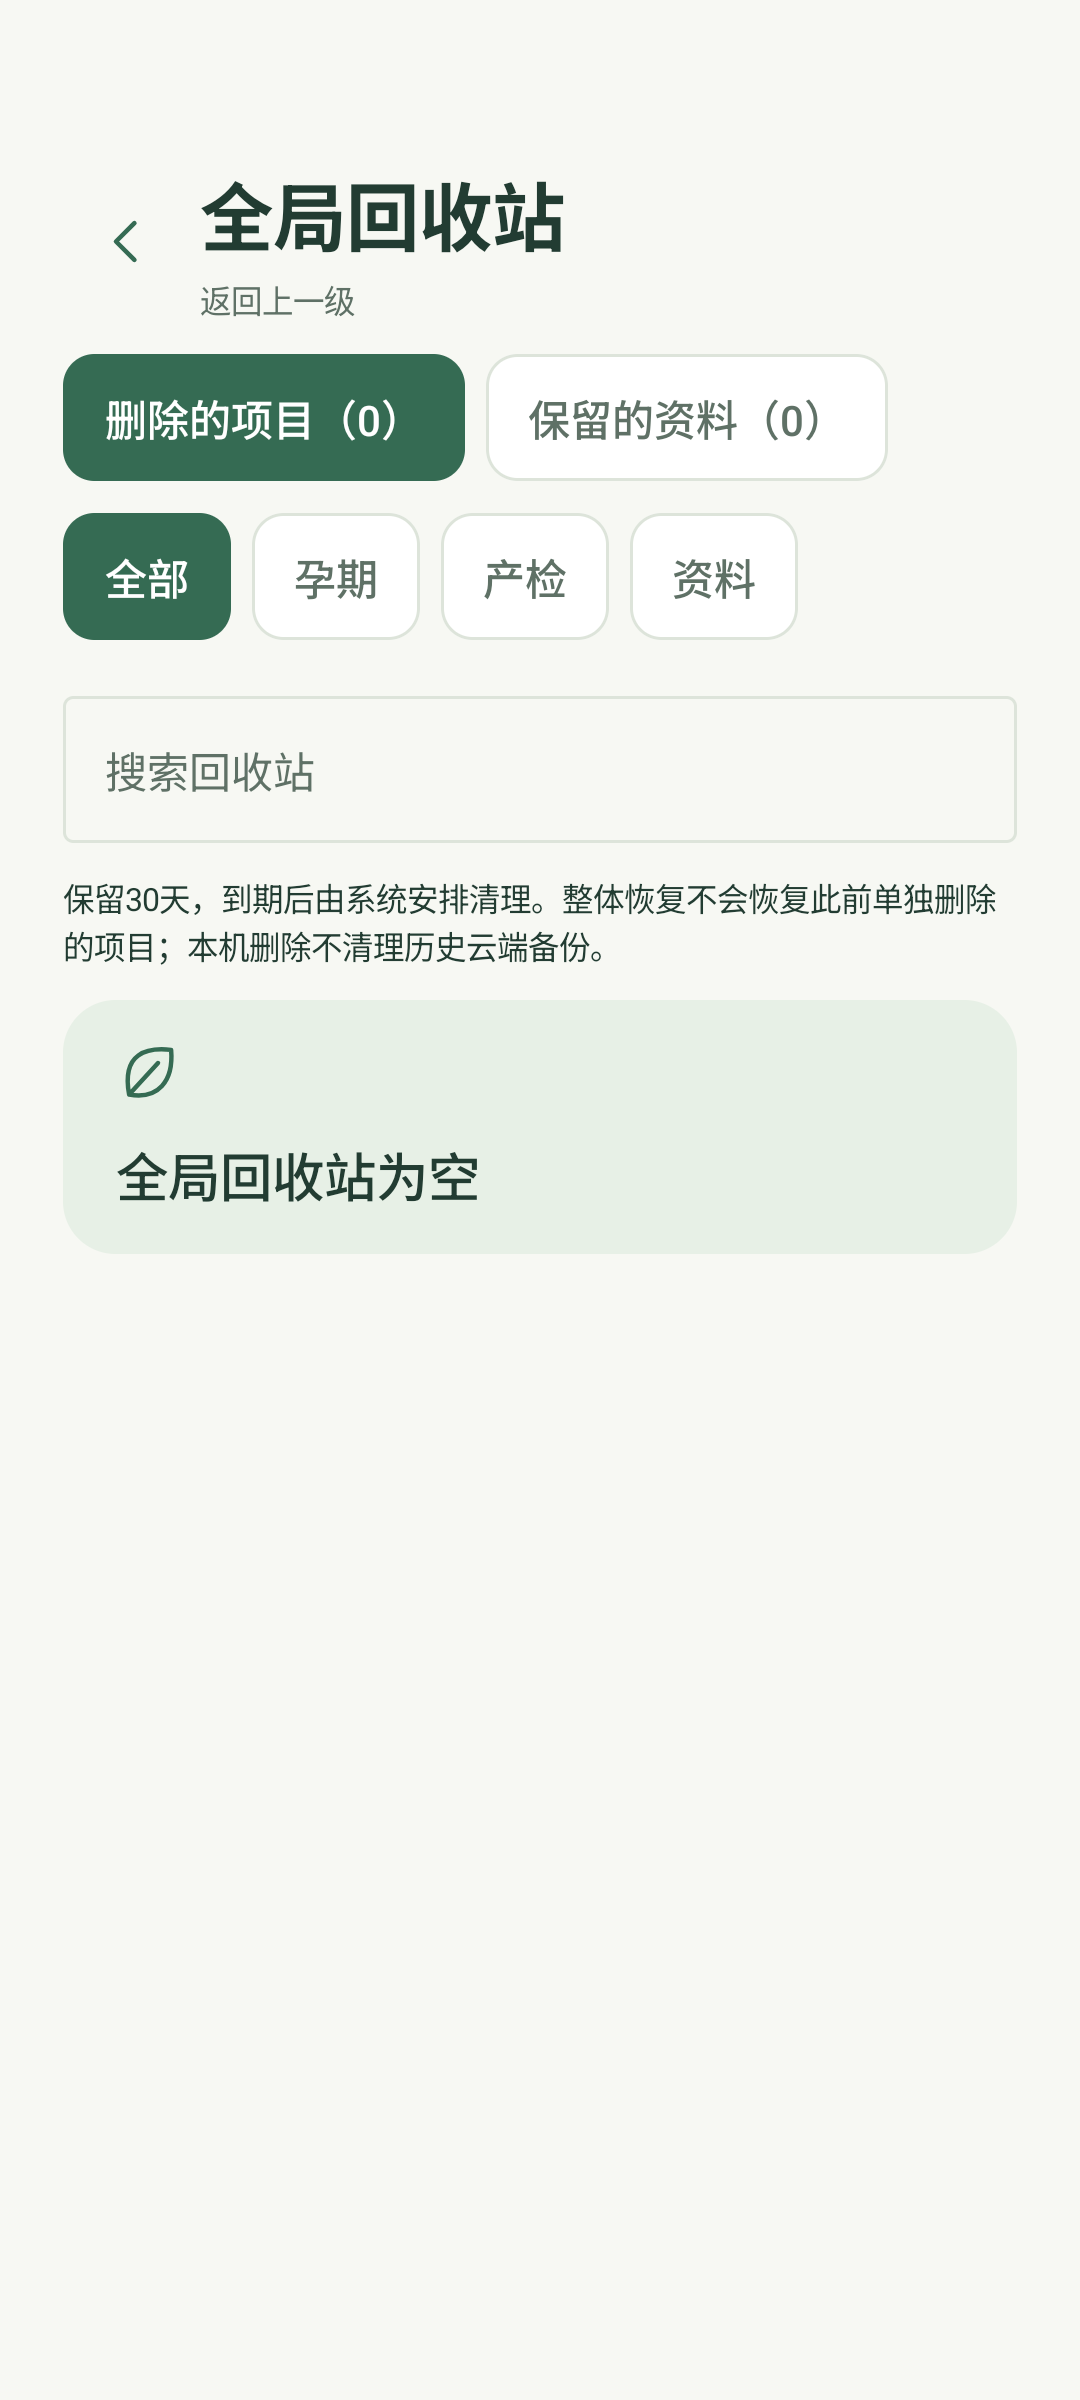 全局回收站
返回上一级
删除的项目（0）
保留的资料（0）
全部
孕期
产检
资料
搜索回收站
保留30天，到期后由系统安排清理。整体恢复不会恢复此前单独删除
的项目；本机删除不清理历史云端备份。
全局回收站为空